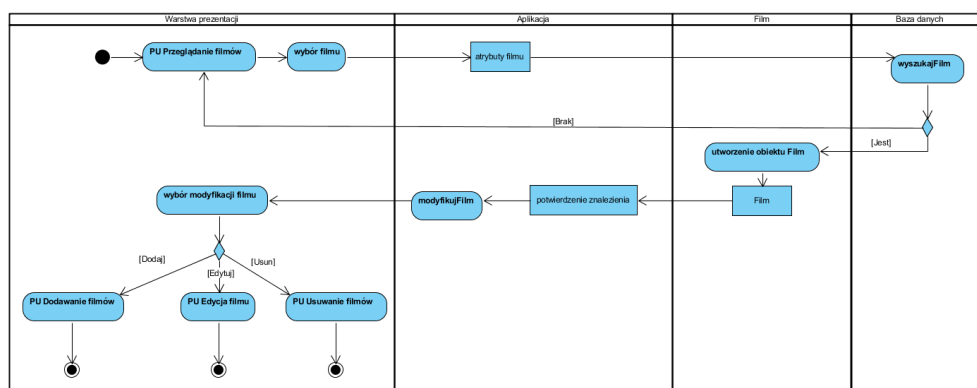 Warstwa prezentacji
Aplikacja
Film
Baza danych
PU Przeglądanie filmów
wybór filmu
atrybuty filmu
wyszukajFilm
[Brak]
[Jest]
utworzenie obiektu Film
wybór modyfikacji filmu
modyfikujFilm
potwierdzenie znalezienia
Film
[Dodaj]
[Edytuj]
[Usun]
PU Dodawanie filmów
PU Edycja filmu
PU Usuwanie filmów